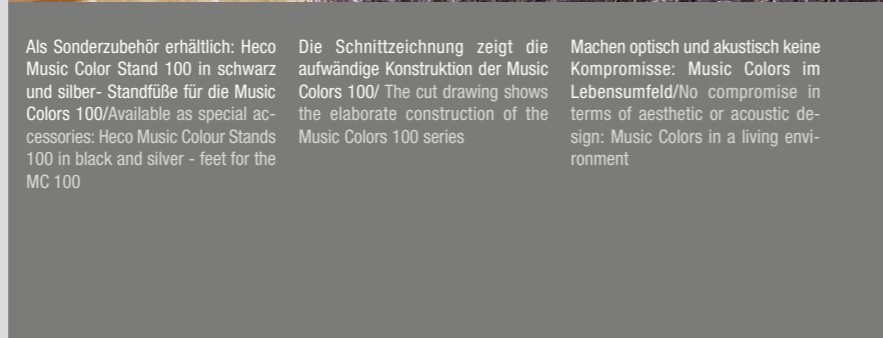 Als Sonderzubehör erhältlich: Heco
Music Color Stand 100 in schwarz
und silber- Standfüße für die Music
Colors 100/Available as special ac-
cessories: Heco Music Colour Stands
100 in black and silver - feet for the
MC 100
Die Schnittzeichnung zeigt die
aufwändige Konstruktion der Music
Colors 100/ The cut drawing shows
the elaborate construction of the
Music Colors 100 series
Machen optisch und akustisch keine
Kompromisse: Music Colors im
Lebensumfeld/No compromise in
terms of aesthetic or acoustic de-
sign: Music Colors in a living envi-
ronment